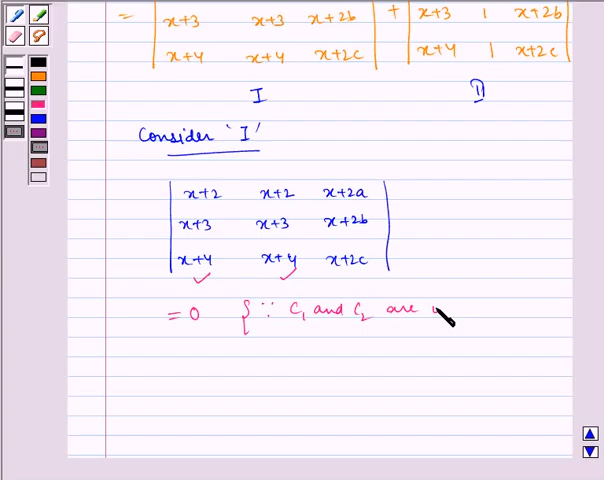 = | x+3 x+3 x+2b | + | x+3 1 x+2b |
| x+4 x+4 x+2c | | x+4 1 x+2c |
I II
Consider 'I'
| x+2 x+2 x+2a |
| x+3 x+3 x+2b |
| x+4 x+4 x+2c |
= 0 { ∵ C₁ and C₂ are